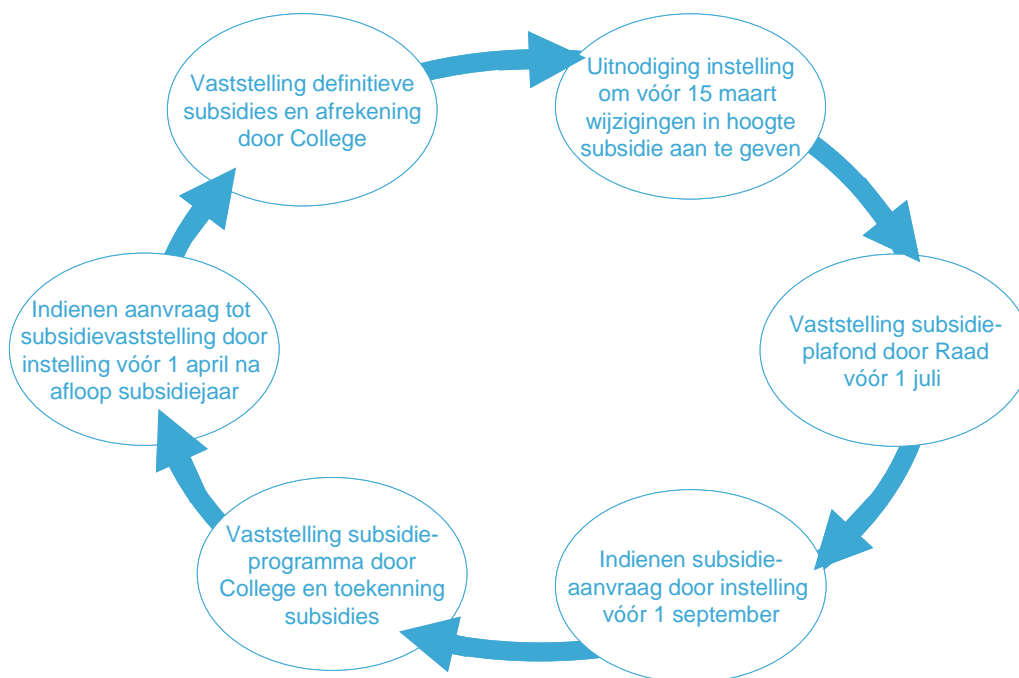 Vaststelling definitieve
subsidies en afrekening
door College
Uitnodiging instelling
om vóór 15 maart
wijzigingen in hoogte
subsidie aan te geven
Vaststelling subsidie-
plafond door Raad
vóór 1 juli
Indienen subsidie-
aanvraag door instelling
vóór 1 september
Vaststelling subsidie-
programma door
College en toekenning
subsidies
Indienen aanvraag tot
subsidievaststelling door
instelling vóór 1 april na
afloop subsidiejaar